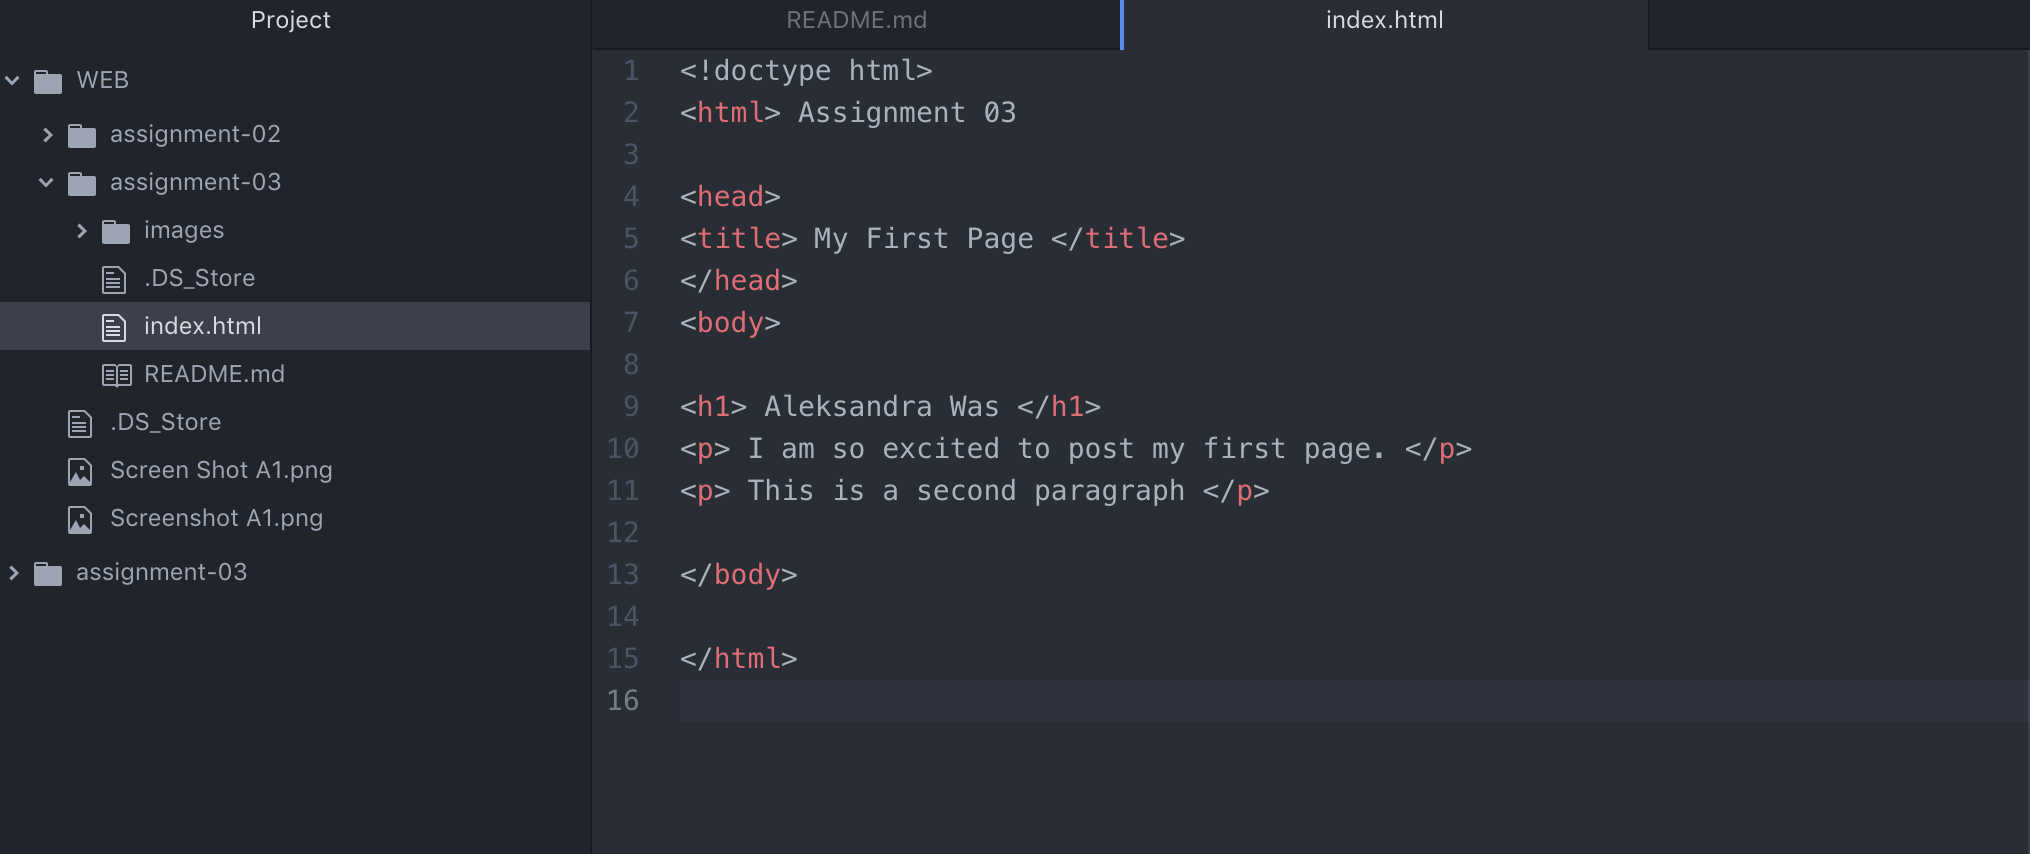 Project
WEB
assignment-02
assignment-03
images
.DS_Store
index.html
README.md
.DS_Store
Screen Shot A1.png
Screenshot A1.png
assignment-03
README.md
index.html
1 <!doctype html>
2 <html> Assignment 03
3
4 <head>
5 <title> My First Page </title>
6 </head>
7 <body>
8
9 <h1> Aleksandra Was </h1>
10 <p> I am so excited to post my first page. </p>
11 <p> This is a second paragraph </p>
12
13 </body>
14
15 </html>
16